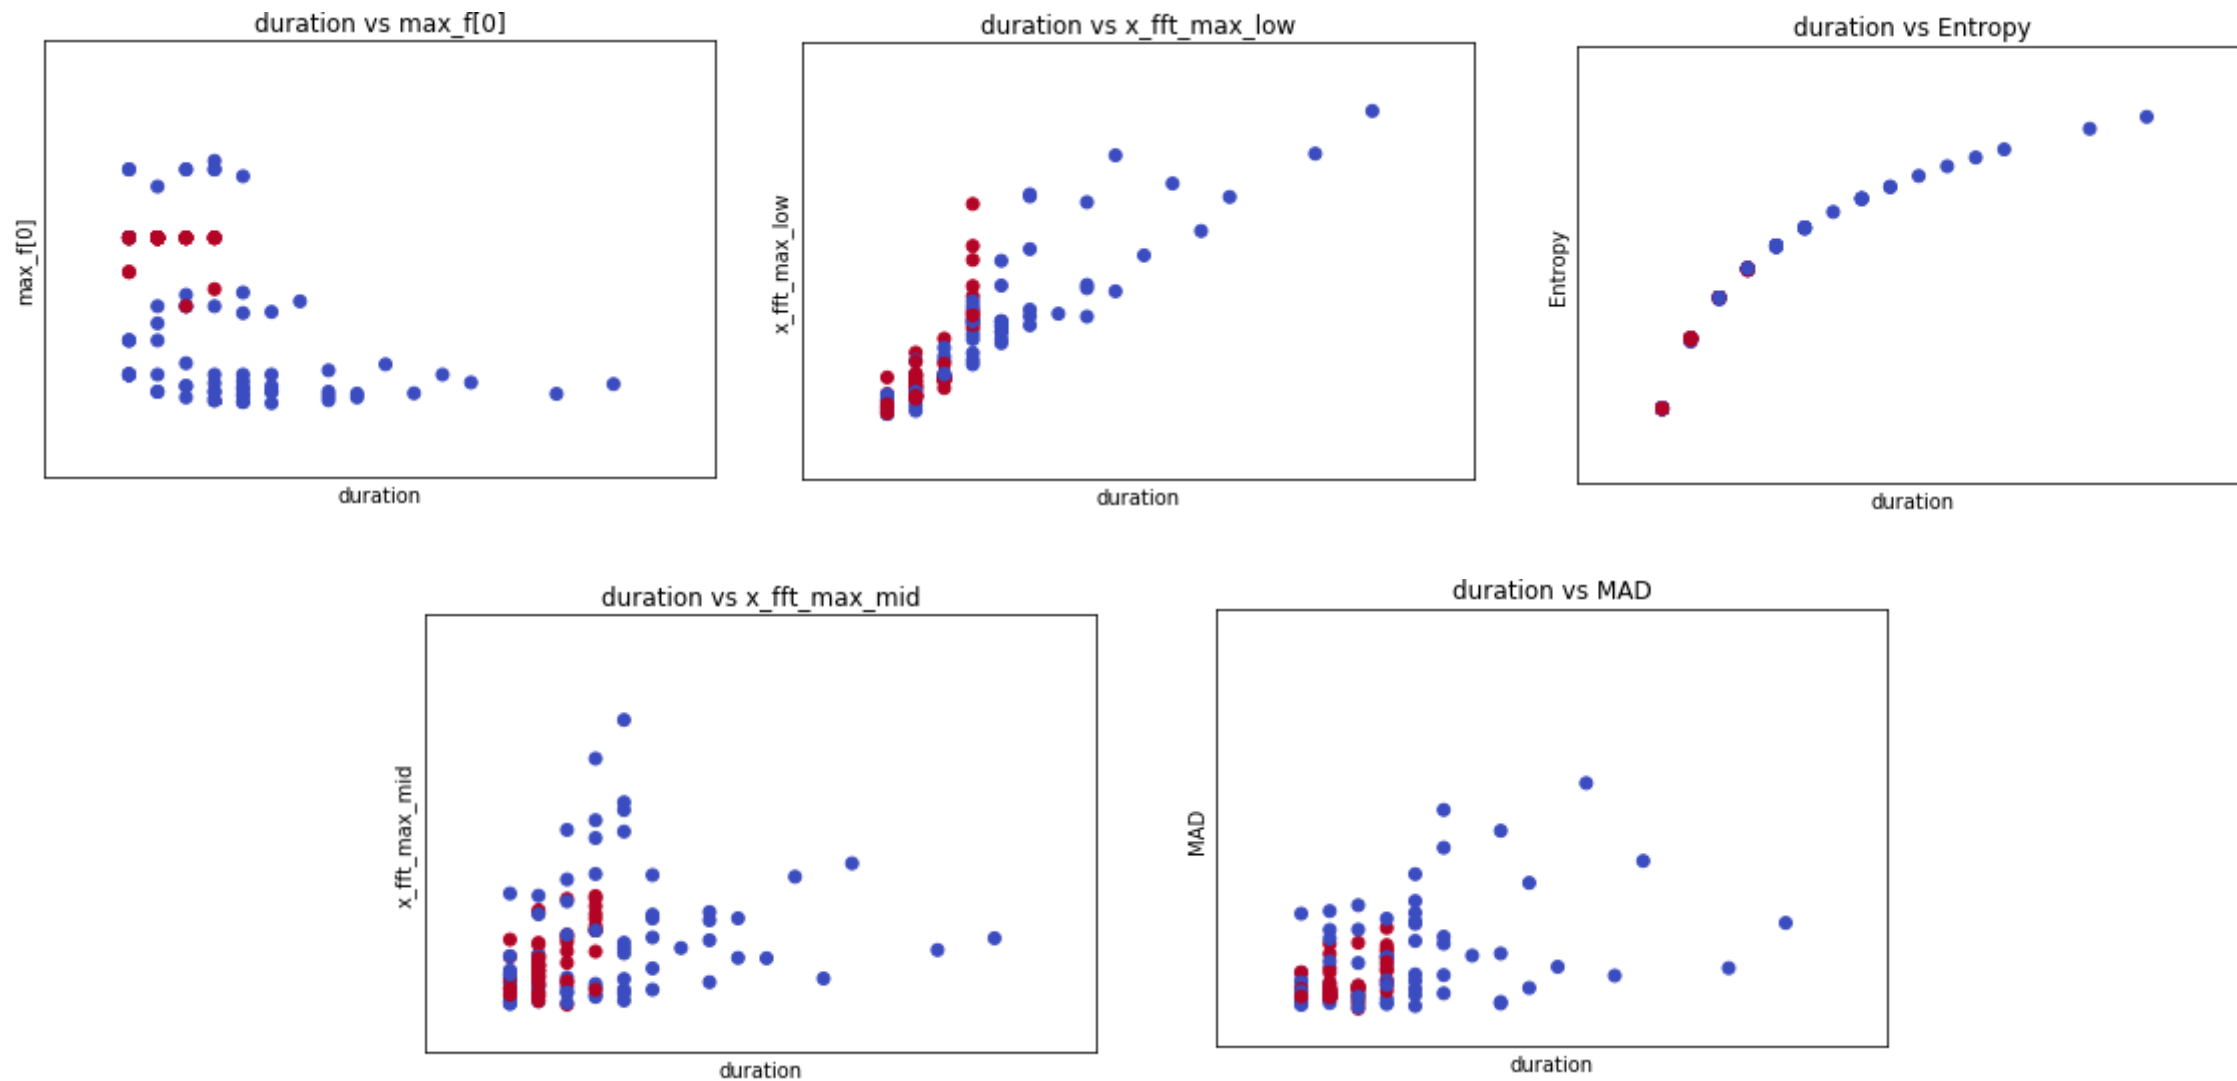 duration vs max_f[0]
max_f[0]
duration
duration vs x_fft_max_low
x_fft_max_low
duration
duration vs Entropy
Entropy
duration
duration vs x_fft_max_mid
x_fft_max_mid
duration
duration vs MAD
MAD
duration